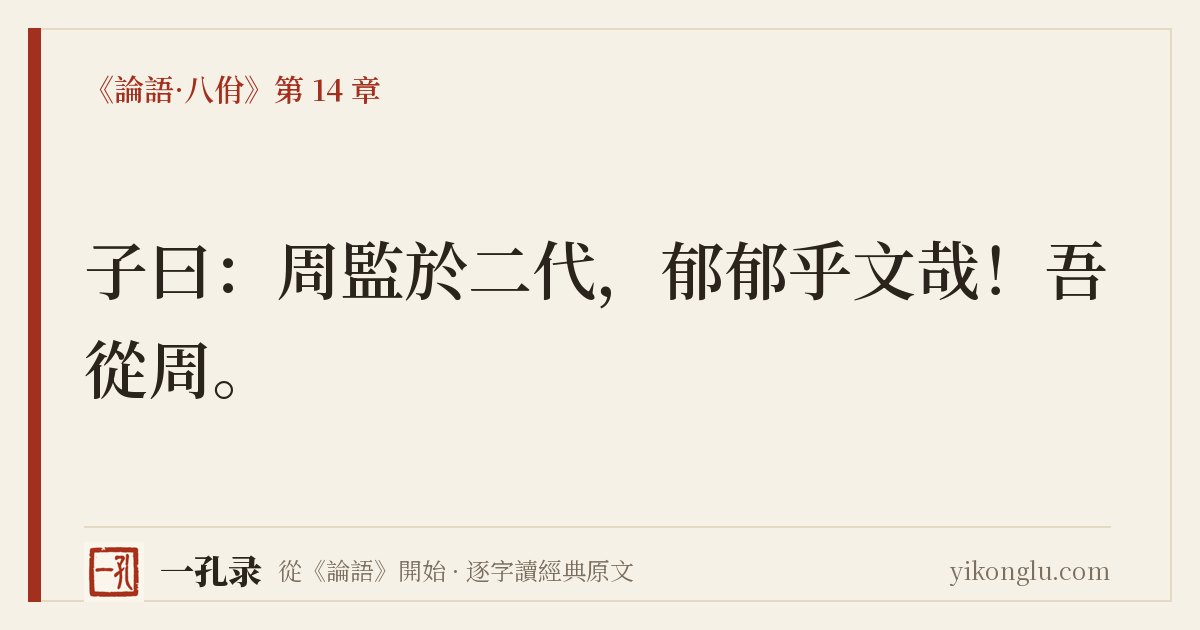 《論語·八佾》第 14 章
子曰：周監於二代，郁郁乎文哉！吾
從周。
一孔
一孔录 從《論語》開始 · 逐字讀經典原文 yikonglu.com